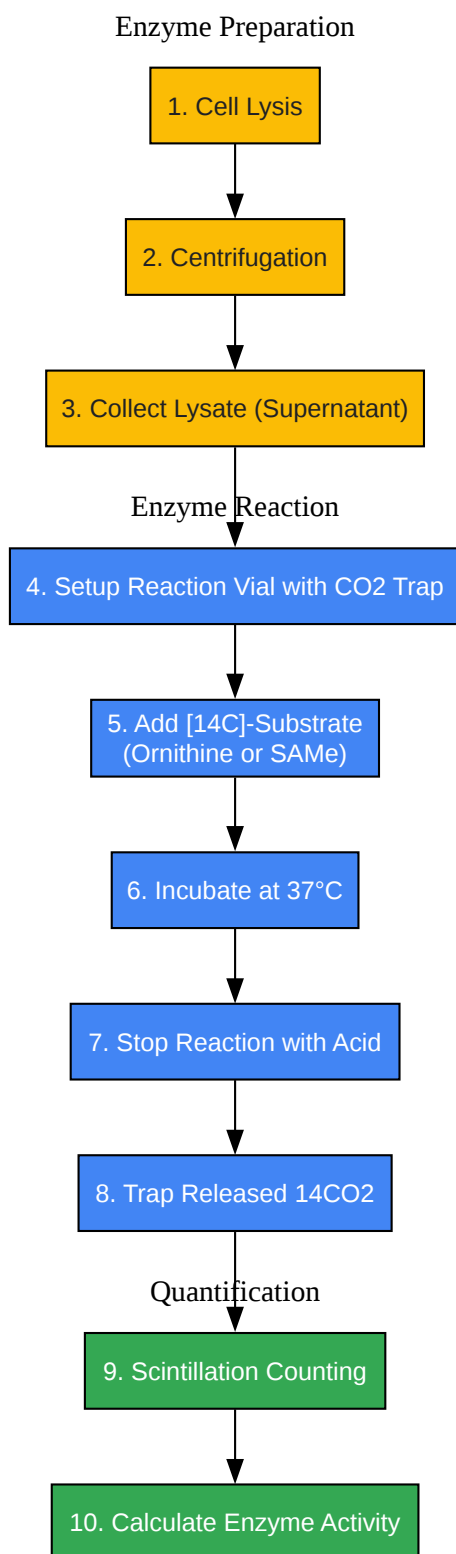 Enzyme Preparation
1. Cell Lysis
2. Centrifugation
3. Collect Lysate (Supernatant)
Enzyme Reaction
4. Setup Reaction Vial with CO2 Trap
5. Add [14C]-Substrate
(Ornithine or SAMe)
6. Incubate at 37°C
7. Stop Reaction with Acid
8. Trap Released 14CO2
Quantification
9. Scintillation Counting
10. Calculate Enzyme Activity